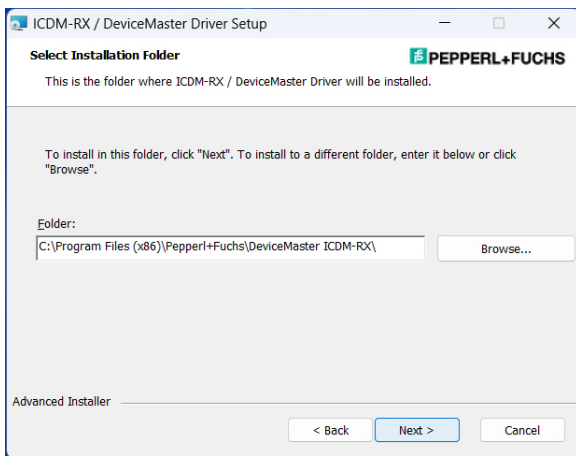 ICDM-RX / DeviceMaster Driver Setup
Select Installation Folder
PEPPERL+FUCHS
This is the folder where ICDM-RX / DeviceMaster Driver will be installed.
To install in this folder, click "Next". To install to a different folder, enter it below or click
"Browse".
Folder:
C:\Program Files (x86)\Pepperl+Fuchs\DeviceMaster ICDM-RX\
Browse...
Advanced Installer
< Back
Next >
Cancel